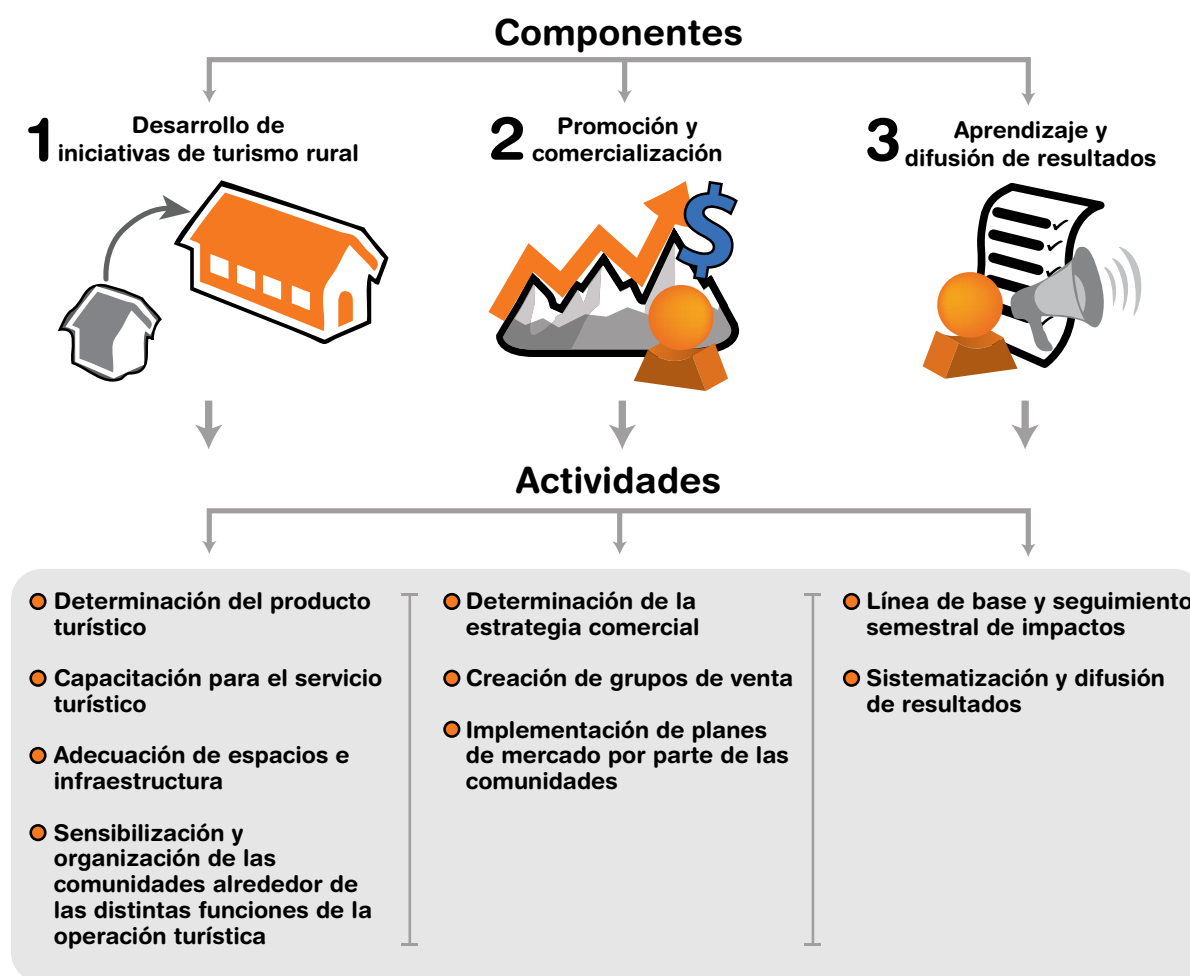 Componentes
1
Desarrollo de
iniciativas de turismo rural
2
Promoción y
comercialización
$
3
Aprendizaje y
difusión de resultados
Actividades
Determinación del producto
turístico
Capacitación para el servicio
turístico
Adecuación de espacios e
infraestructura
Sensibilización y
organización de las
comunidades alrededor de
las distintas funciones de la
operación turística
Determinación de la
estrategia comercial
Creación de grupos de venta
Implementación de planes
de mercado por parte de las
comunidades
Línea de base y seguimiento
semestral de impactos
Sistematización y difusión
de resultados